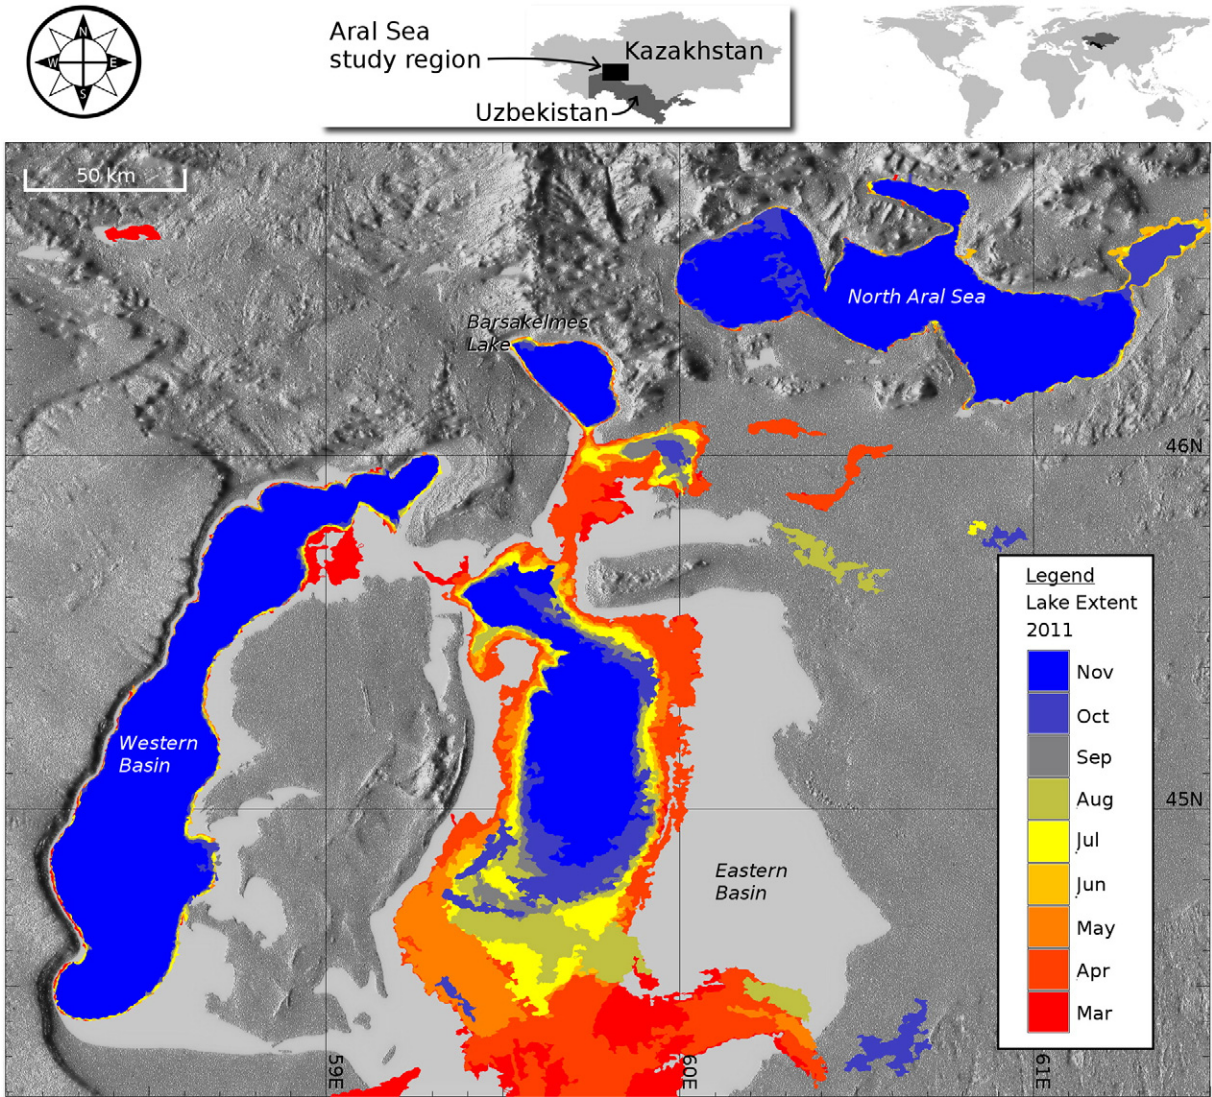 N
W
E
S
Aral Sea
study region
Kazakhstan
Uzbekistan
50 km
North Aral Sea
Barsakelmes
Lake
46N
Legend
Lake Extent
2011
Nov
Oct
Sep
Aug
Jul
Jun
May
Apr
Mar
Western
Basin
45N
Eastern
Basin
59E
60E
61E